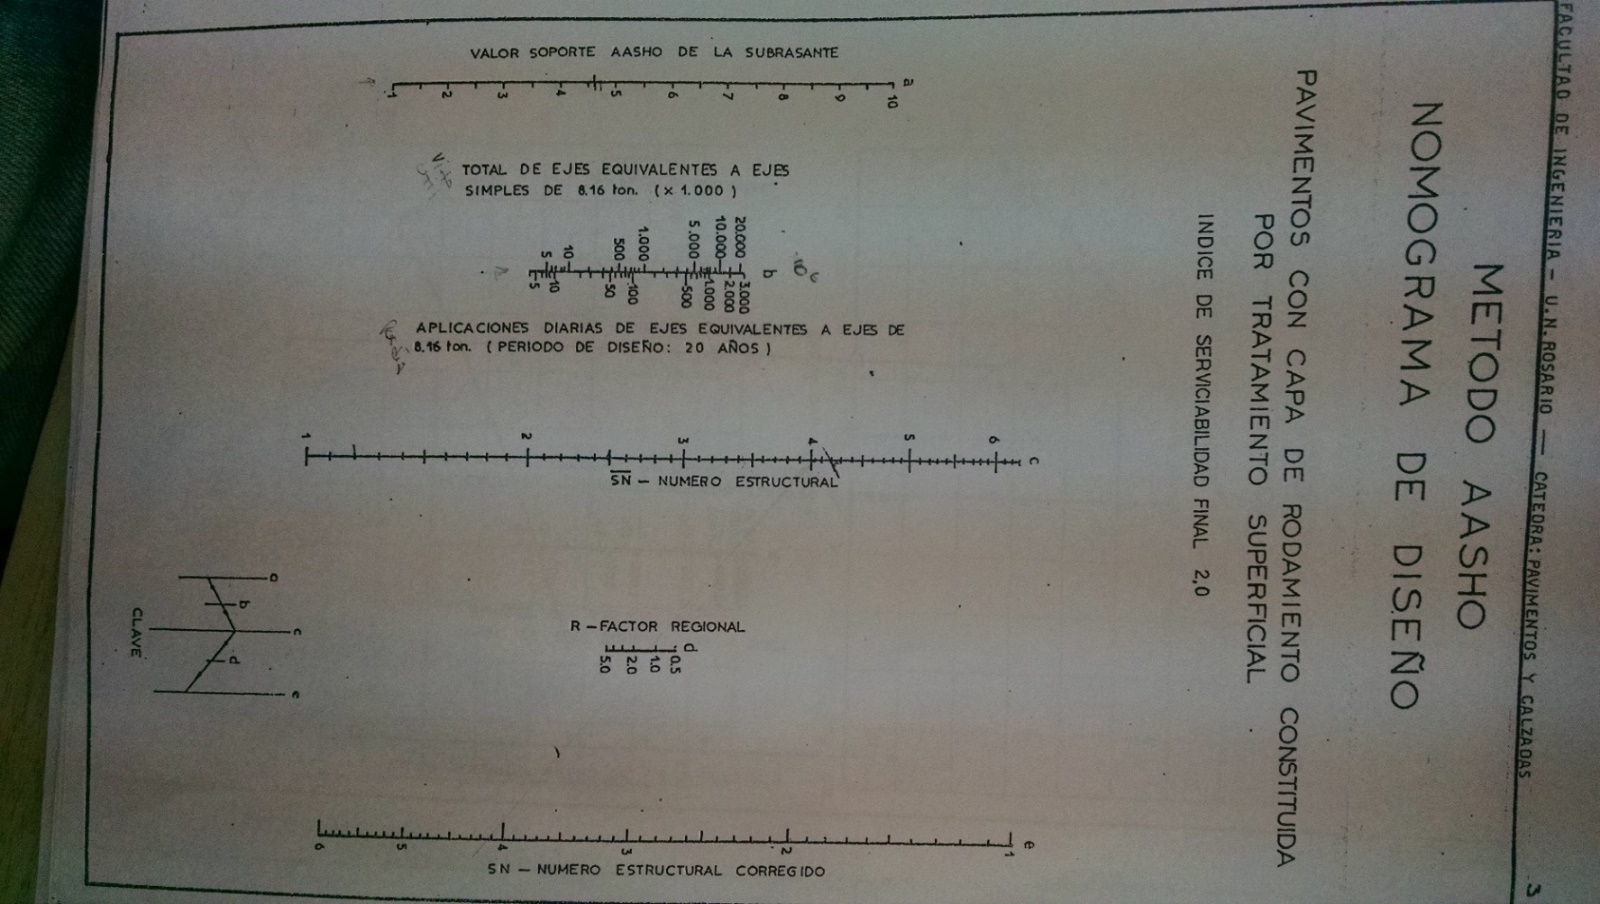 FACULTAD DE INGENIERIA - U.N. ROSARIO — CATEDRA: PAVIMENTOS Y CALZADAS
3
METODO AASHO
NOMOGRAMA DE DISEÑO
PAVIMENTOS CON CAPA DE RODAMIENTO CONSTITUIDA
POR TRATAMIENTO SUPERFICIAL
INDICE DE SERVICIABILIDAD FINAL 2,0
VALOR SOPORTE AASHO DE LA SUBRASANTE
a
10
9
8
7
6
5
4
3
2
1
TOTAL DE EJES EQUIVALENTES A EJES
SIMPLES DE 8.16 ton. (x 1.000)
b
20.000
10.000
5.000
1.000
500
10
5
3.000
2.000
1.000
500
100
50
10
5
APLICACIONES DIARIAS DE EJES EQUIVALENTES A EJES DE
8.16 ton. (PERIODO DE DISEÑO: 20 AÑOS)
c
6
5
4
3
2
1
SN - NUMERO ESTRUCTURAL
R - FACTOR REGIONAL
d
0.5
1.0
2.0
5.0
e
1
2
3
4
5
6
SN - NUMERO ESTRUCTURAL CORREGIDO
a
b
c
d
e
CLAVE